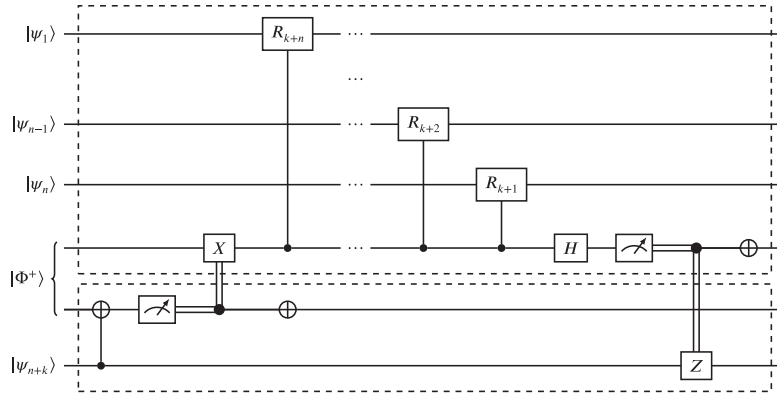 |ψ₁⟩ R_{k+n} ...
...
|ψ_{n−1}⟩ ... R_{k+2}
|ψ_n⟩ ... R_{k+1}
X ... H
|Φ⁺⟩
|ψ_{n+k}⟩ Z